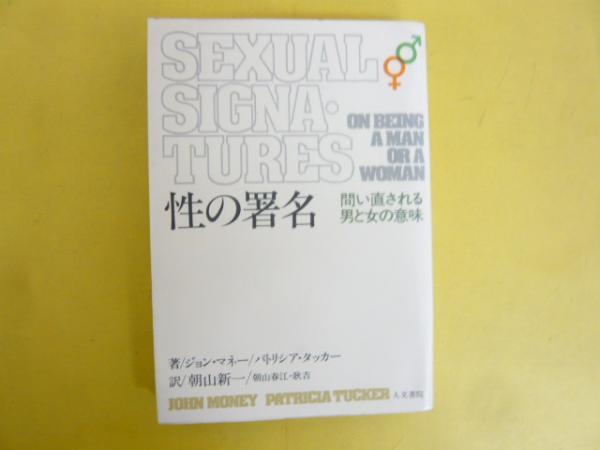 SEXUAL
SIGNA·
TURES
ON BEING
A MAN
OR A
WOMAN
性の署名
問い直される
男と女の意味
著/ジョン・マネー/パトリシア・タッカー
訳/朝山新一/朝山春江・耿吉
JOHN MONEY PATRICIA TUCKER 人文書院